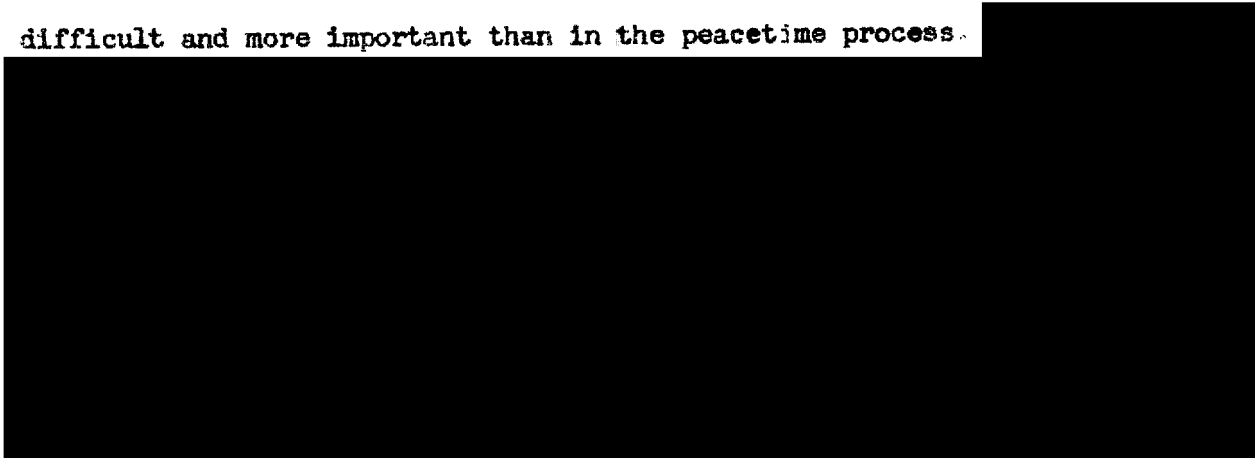 difficult and more important than in the peacetime process.